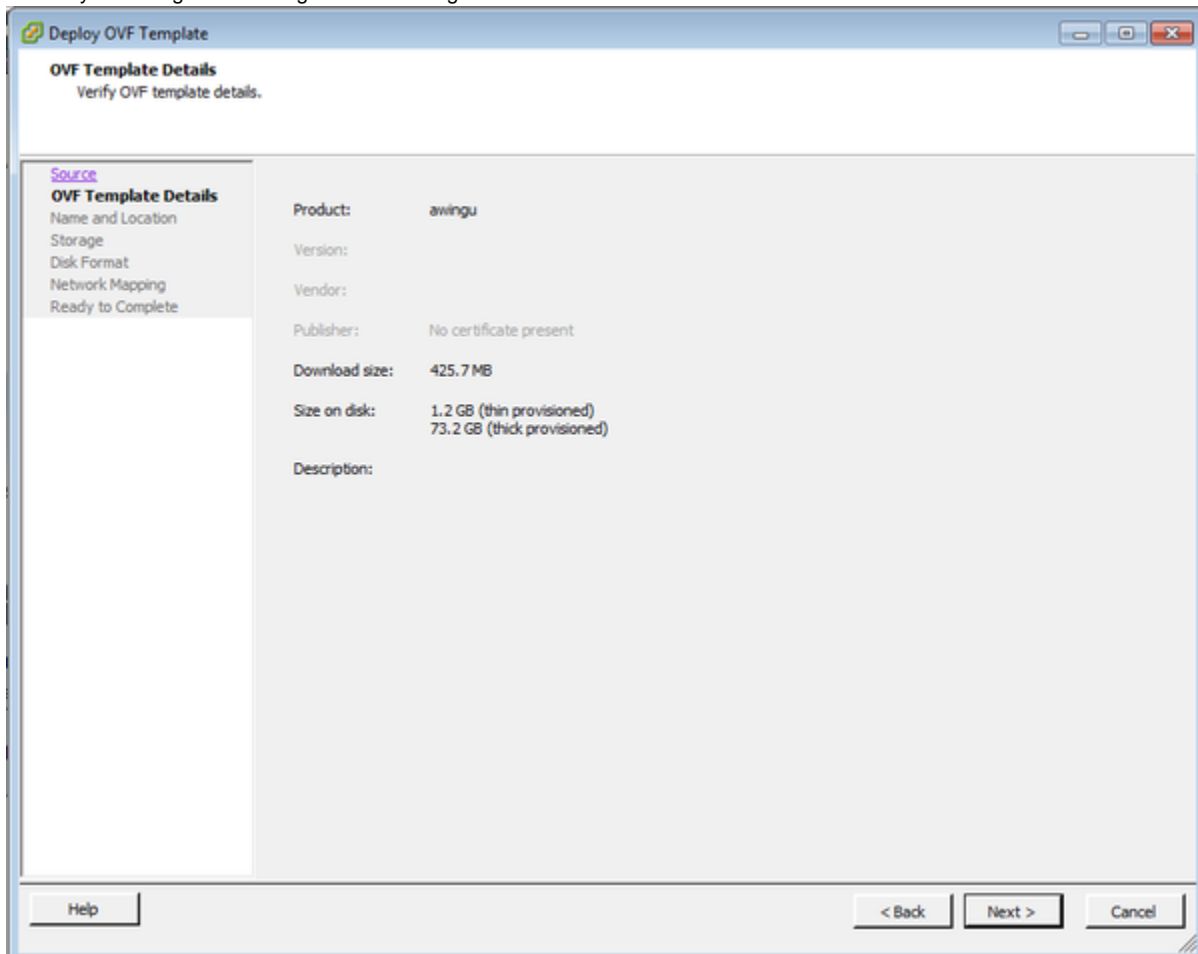 Deploy OVF Template
OVF Template Details
Verify OVF template details.
Source
OVF Template Details
Name and Location
Storage
Disk Format
Network Mapping
Ready to Complete
Product: awingu
Version:
Vendor:
Publisher: No certificate present
Download size: 425.7 MB
Size on disk: 1.2 GB (thin provisioned)
73.2 GB (thick provisioned)
Description:
Help
< Back
Next >
Cancel